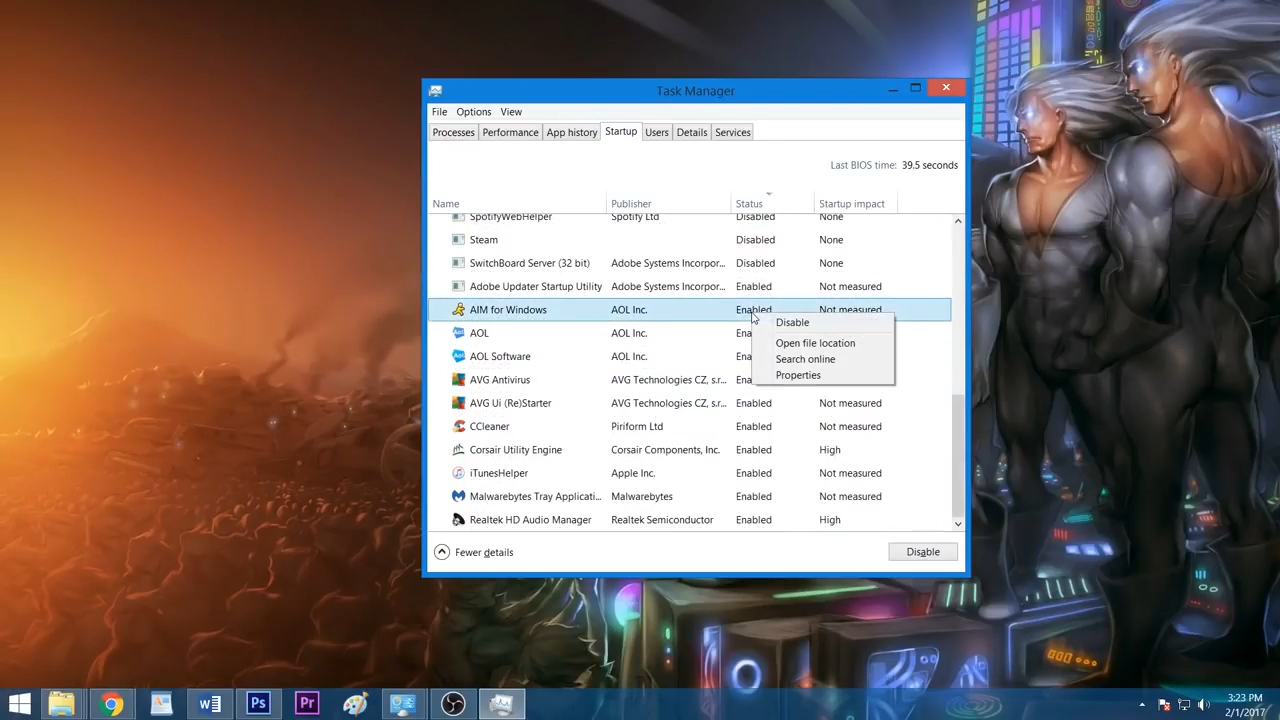 Task Manager
File Options View
Processes Performance App history Startup Users Details Services
Last BIOS time: 39.5 seconds
Name Publisher Status Startup impact
SpotifyWebHelper Spotify Ltd Disabled None
Steam Disabled None
SwitchBoard Server (32 bit) Adobe Systems Incorpor... Disabled None
Adobe Updater Startup Utility Adobe Systems Incorpor... Enabled Not measured
AIM for Windows AOL Inc. Enabled Not measured
Disable
AOL AOL Inc. Ena
Open file location
AOL Software AOL Inc. Ena
Search online
Properties
AVG Antivirus AVG Technologies CZ, s.r... Ena
AVG Ui (Re)Starter AVG Technologies CZ, s.r... Enabled Not measured
CCleaner Piriform Ltd Enabled Not measured
Corsair Utility Engine Corsair Components, Inc. Enabled High
iTunesHelper Apple Inc. Enabled Not measured
Malwarebytes Tray Applicati... Malwarebytes Enabled Not measured
Realtek HD Audio Manager Realtek Semiconductor Enabled High
Fewer details Disable
Ps Pr
3:23 PM
2/1/2017